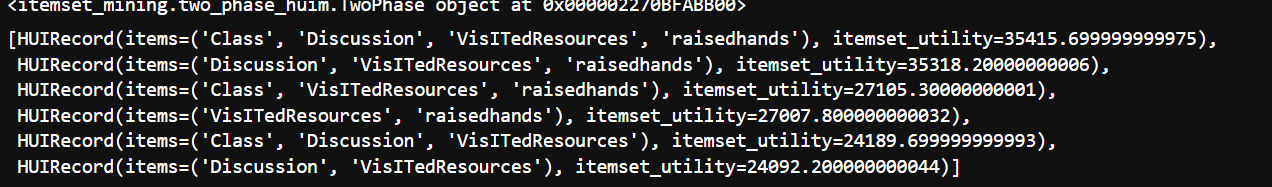 <itemset_mining.two_phase_huim.TwoPhase object at 0x000002270BFABB00>
[HUIRecord(items=('Class', 'Discussion', 'VisITedResources', 'raisedhands'), itemset_utility=35415.699999999975),
 HUIRecord(items=('Discussion', 'VisITedResources', 'raisedhands'), itemset_utility=35318.20000000006),
 HUIRecord(items=('Class', 'VisITedResources', 'raisedhands'), itemset_utility=27105.30000000001),
 HUIRecord(items=('VisITedResources', 'raisedhands'), itemset_utility=27007.800000000032),
 HUIRecord(items=('Class', 'Discussion', 'VisITedResources'), itemset_utility=24189.699999999993),
 HUIRecord(items=('Discussion', 'VisITedResources'), itemset_utility=24092.200000000044)]